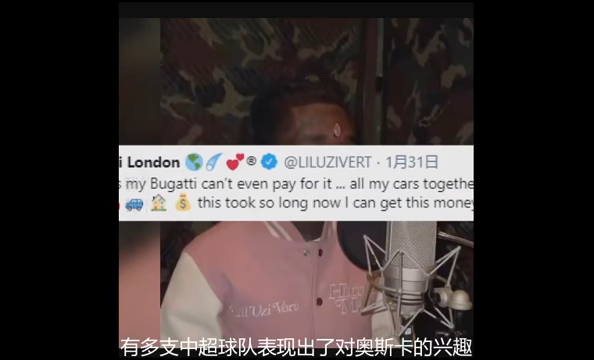 i London 🌎☄️💕® @LILUZIVERT · 1月31日
s my Bugatti can't even pay for it ... all my cars togethe
🚙 🏠 💰 this took so long now I can get this money
Lil Uzi Vert
有多支中超球队表现出了对奥斯卡的兴趣